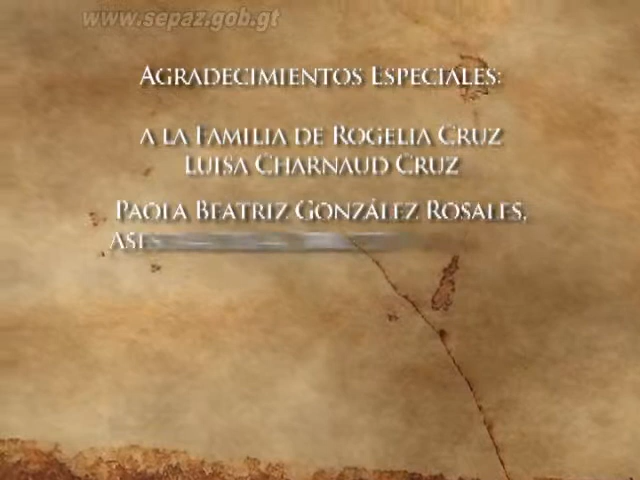 www.sepaz.gob.gt
AGRADECIMIENTOS ESPECIALES:
A LA FAMILIA DE ROGELIA CRUZ
LUISA CHARNAUD CRUZ
PAOLA BEATRIZ GONZÁLEZ ROSALES,